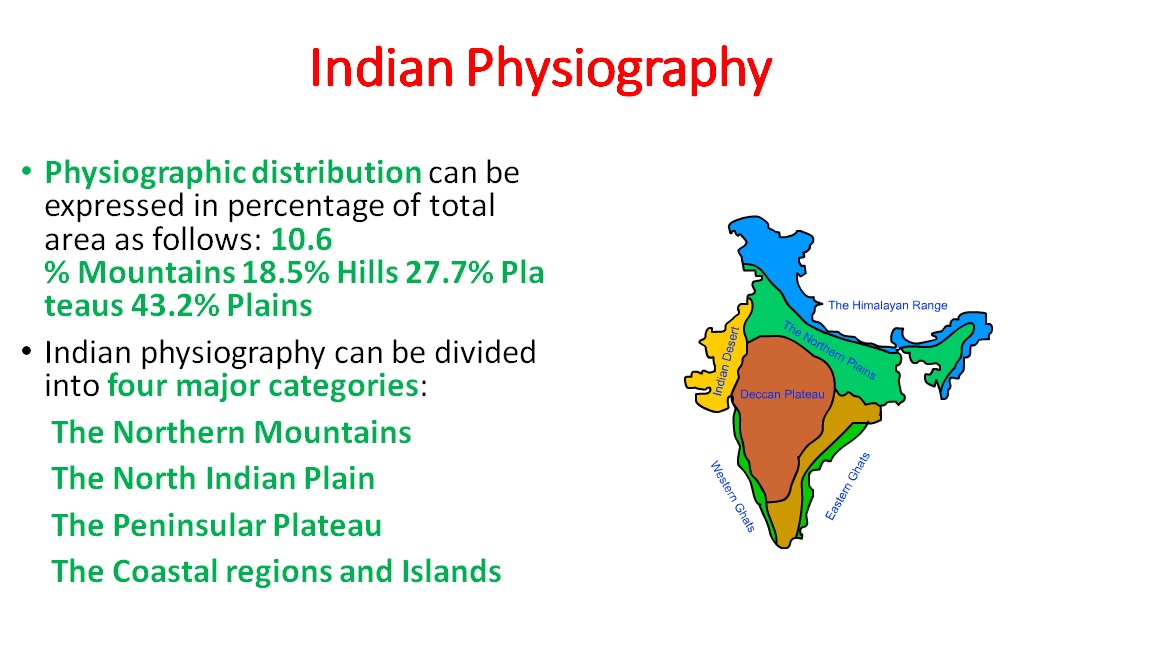 Indian Physiography
• Physiographic distribution can be
expressed in percentage of total
area as follows: 10.6
% Mountains 18.5% Hills 27.7% Pla
teaus 43.2% Plains
• Indian physiography can be divided
into four major categories:
The Northern Mountains
The North Indian Plain
The Peninsular Plateau
The Coastal regions and Islands
The Himalayan Range
The Northern Plains
Indian Desert
Deccan Plateau
Western Ghats
Eastern Ghats